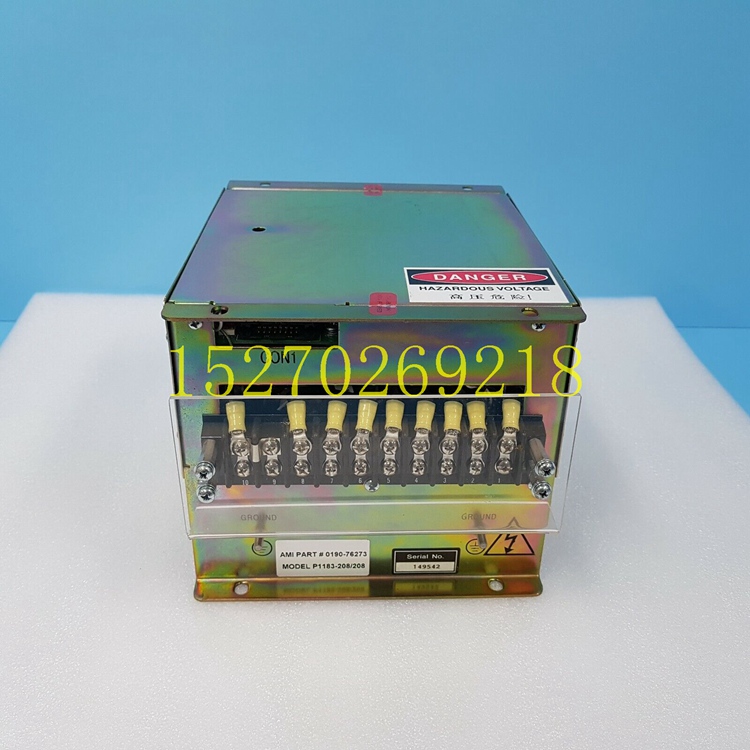 DANGER
HAZARDOUS VOLTAGE
高压危险!
CON1
15270269218
10 9 8 7 6 5 4 3 2 1
GROUND
GROUND
AMI PART # 0190-76273
MODEL P1183-208/208
Serial No.
149542